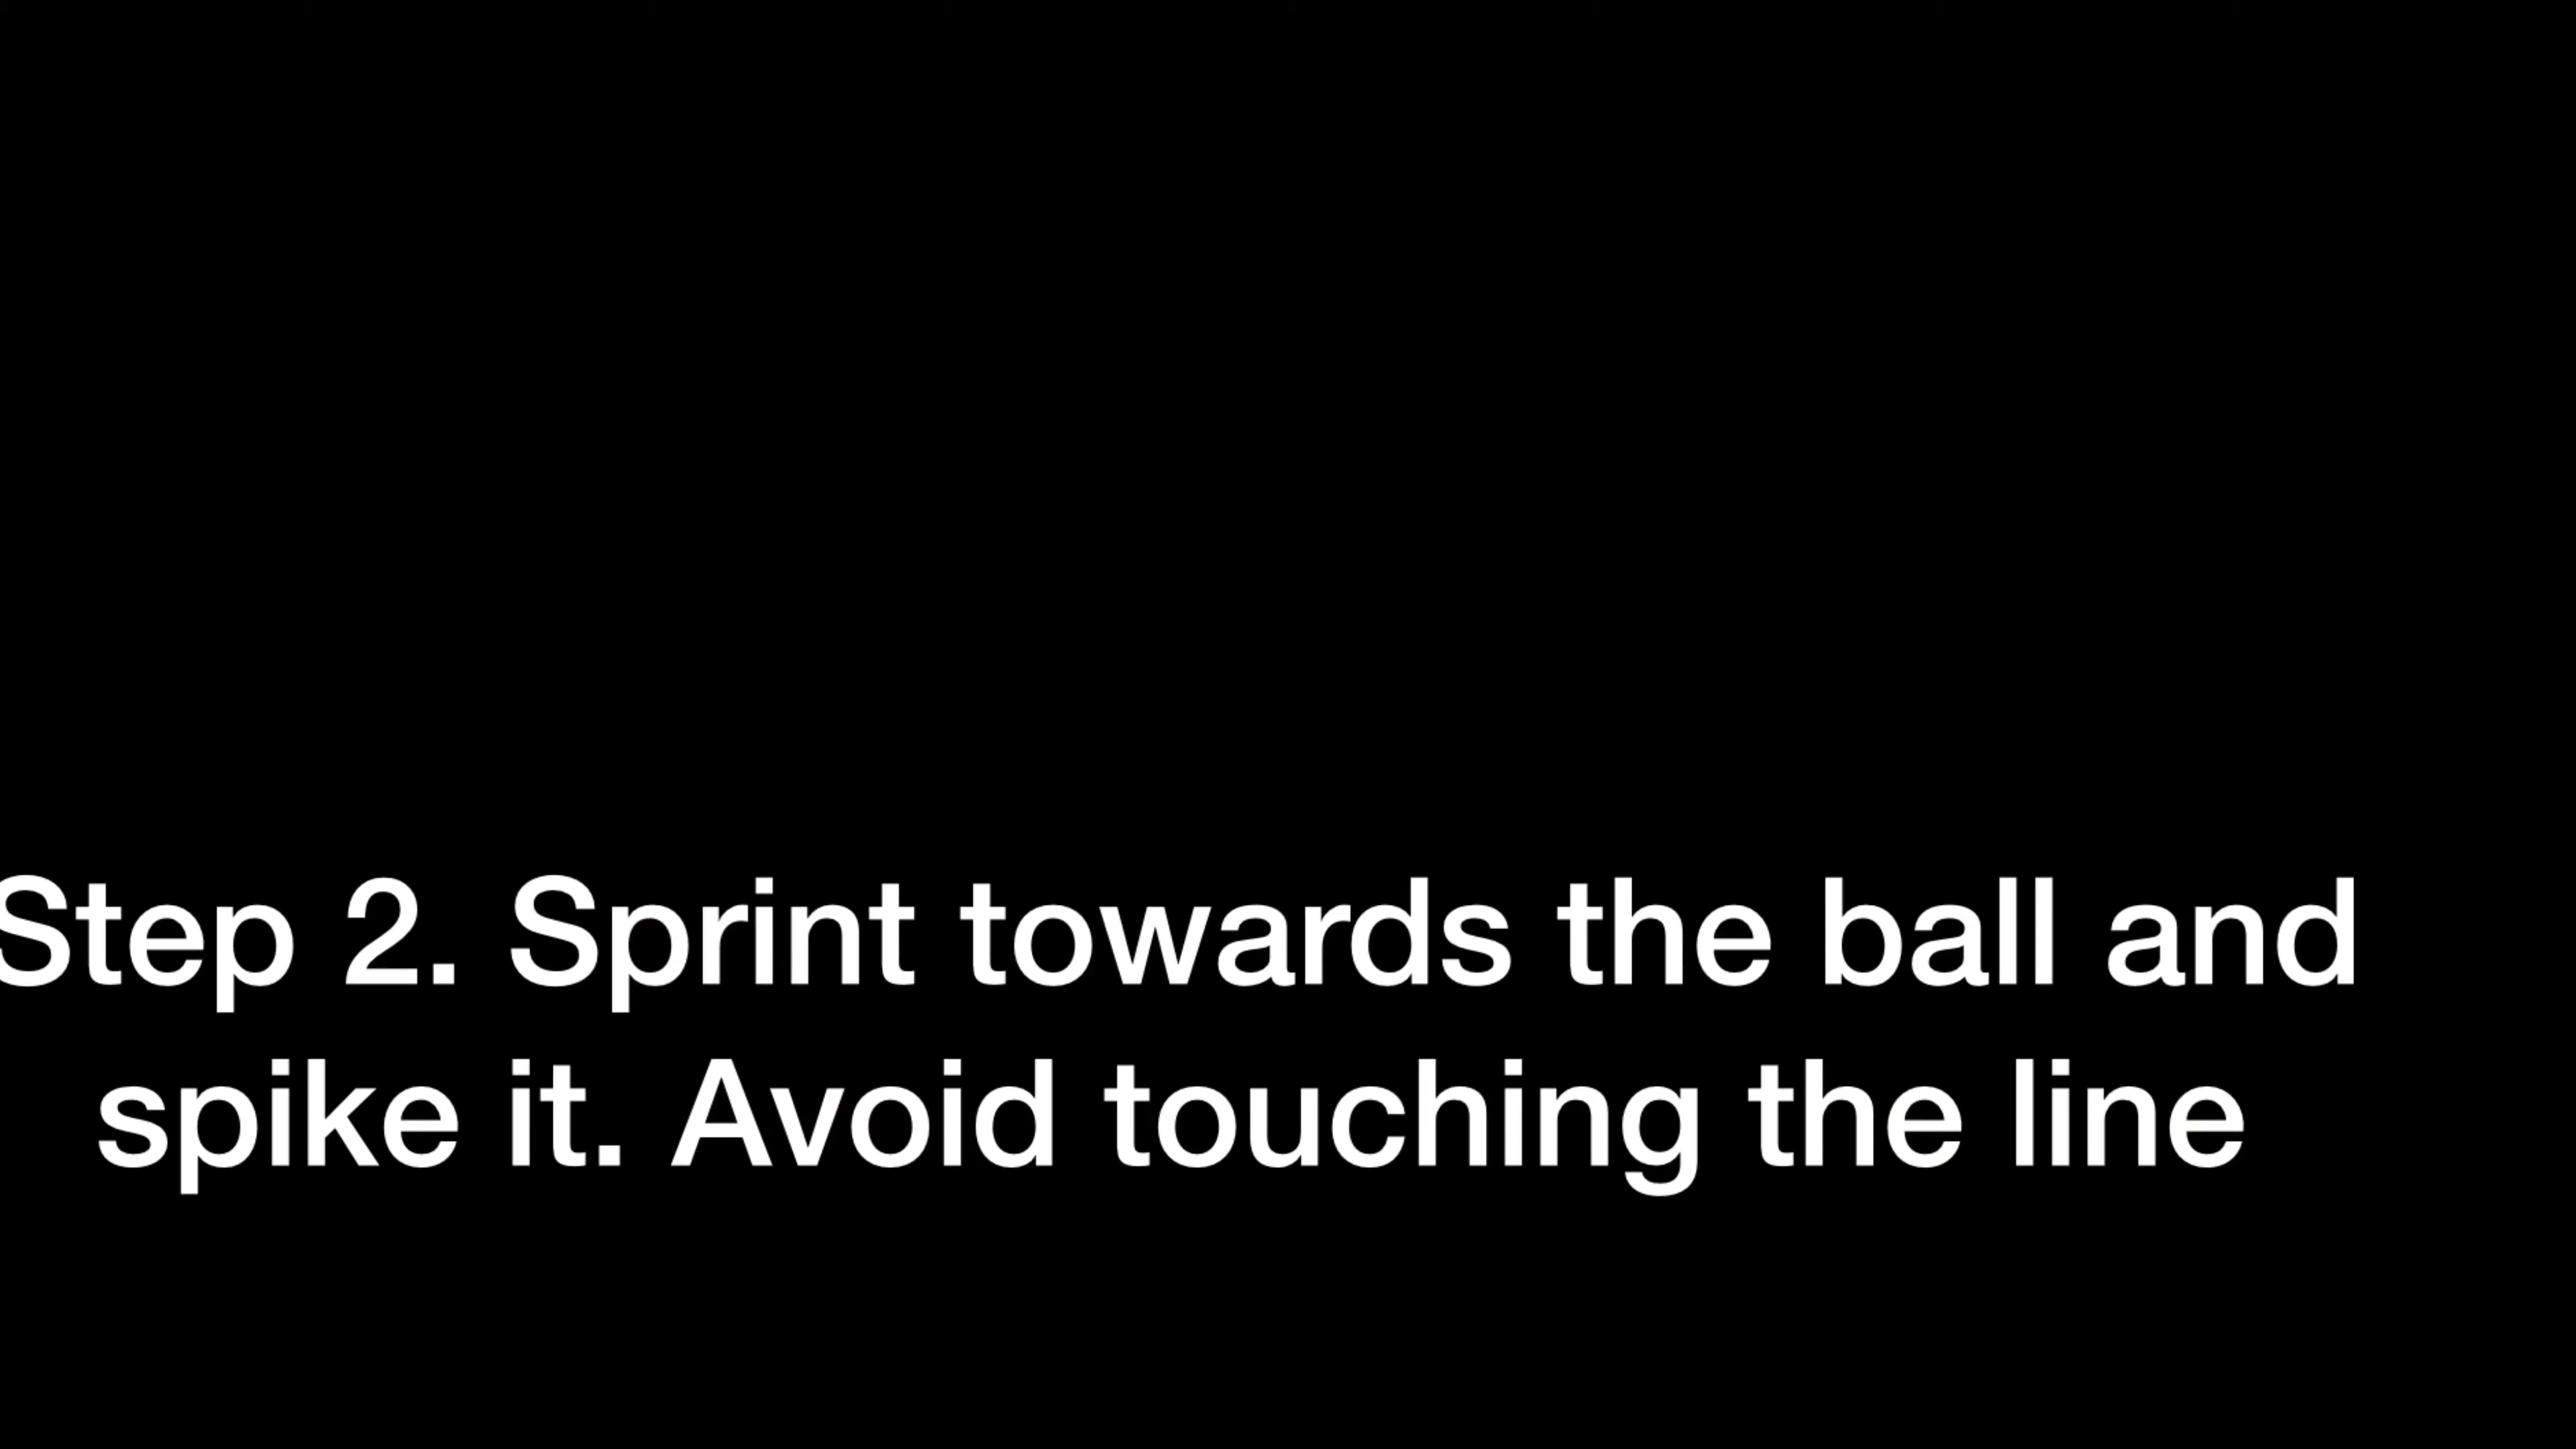 Step 2. Sprint towards the ball and
spike it. Avoid touching the line